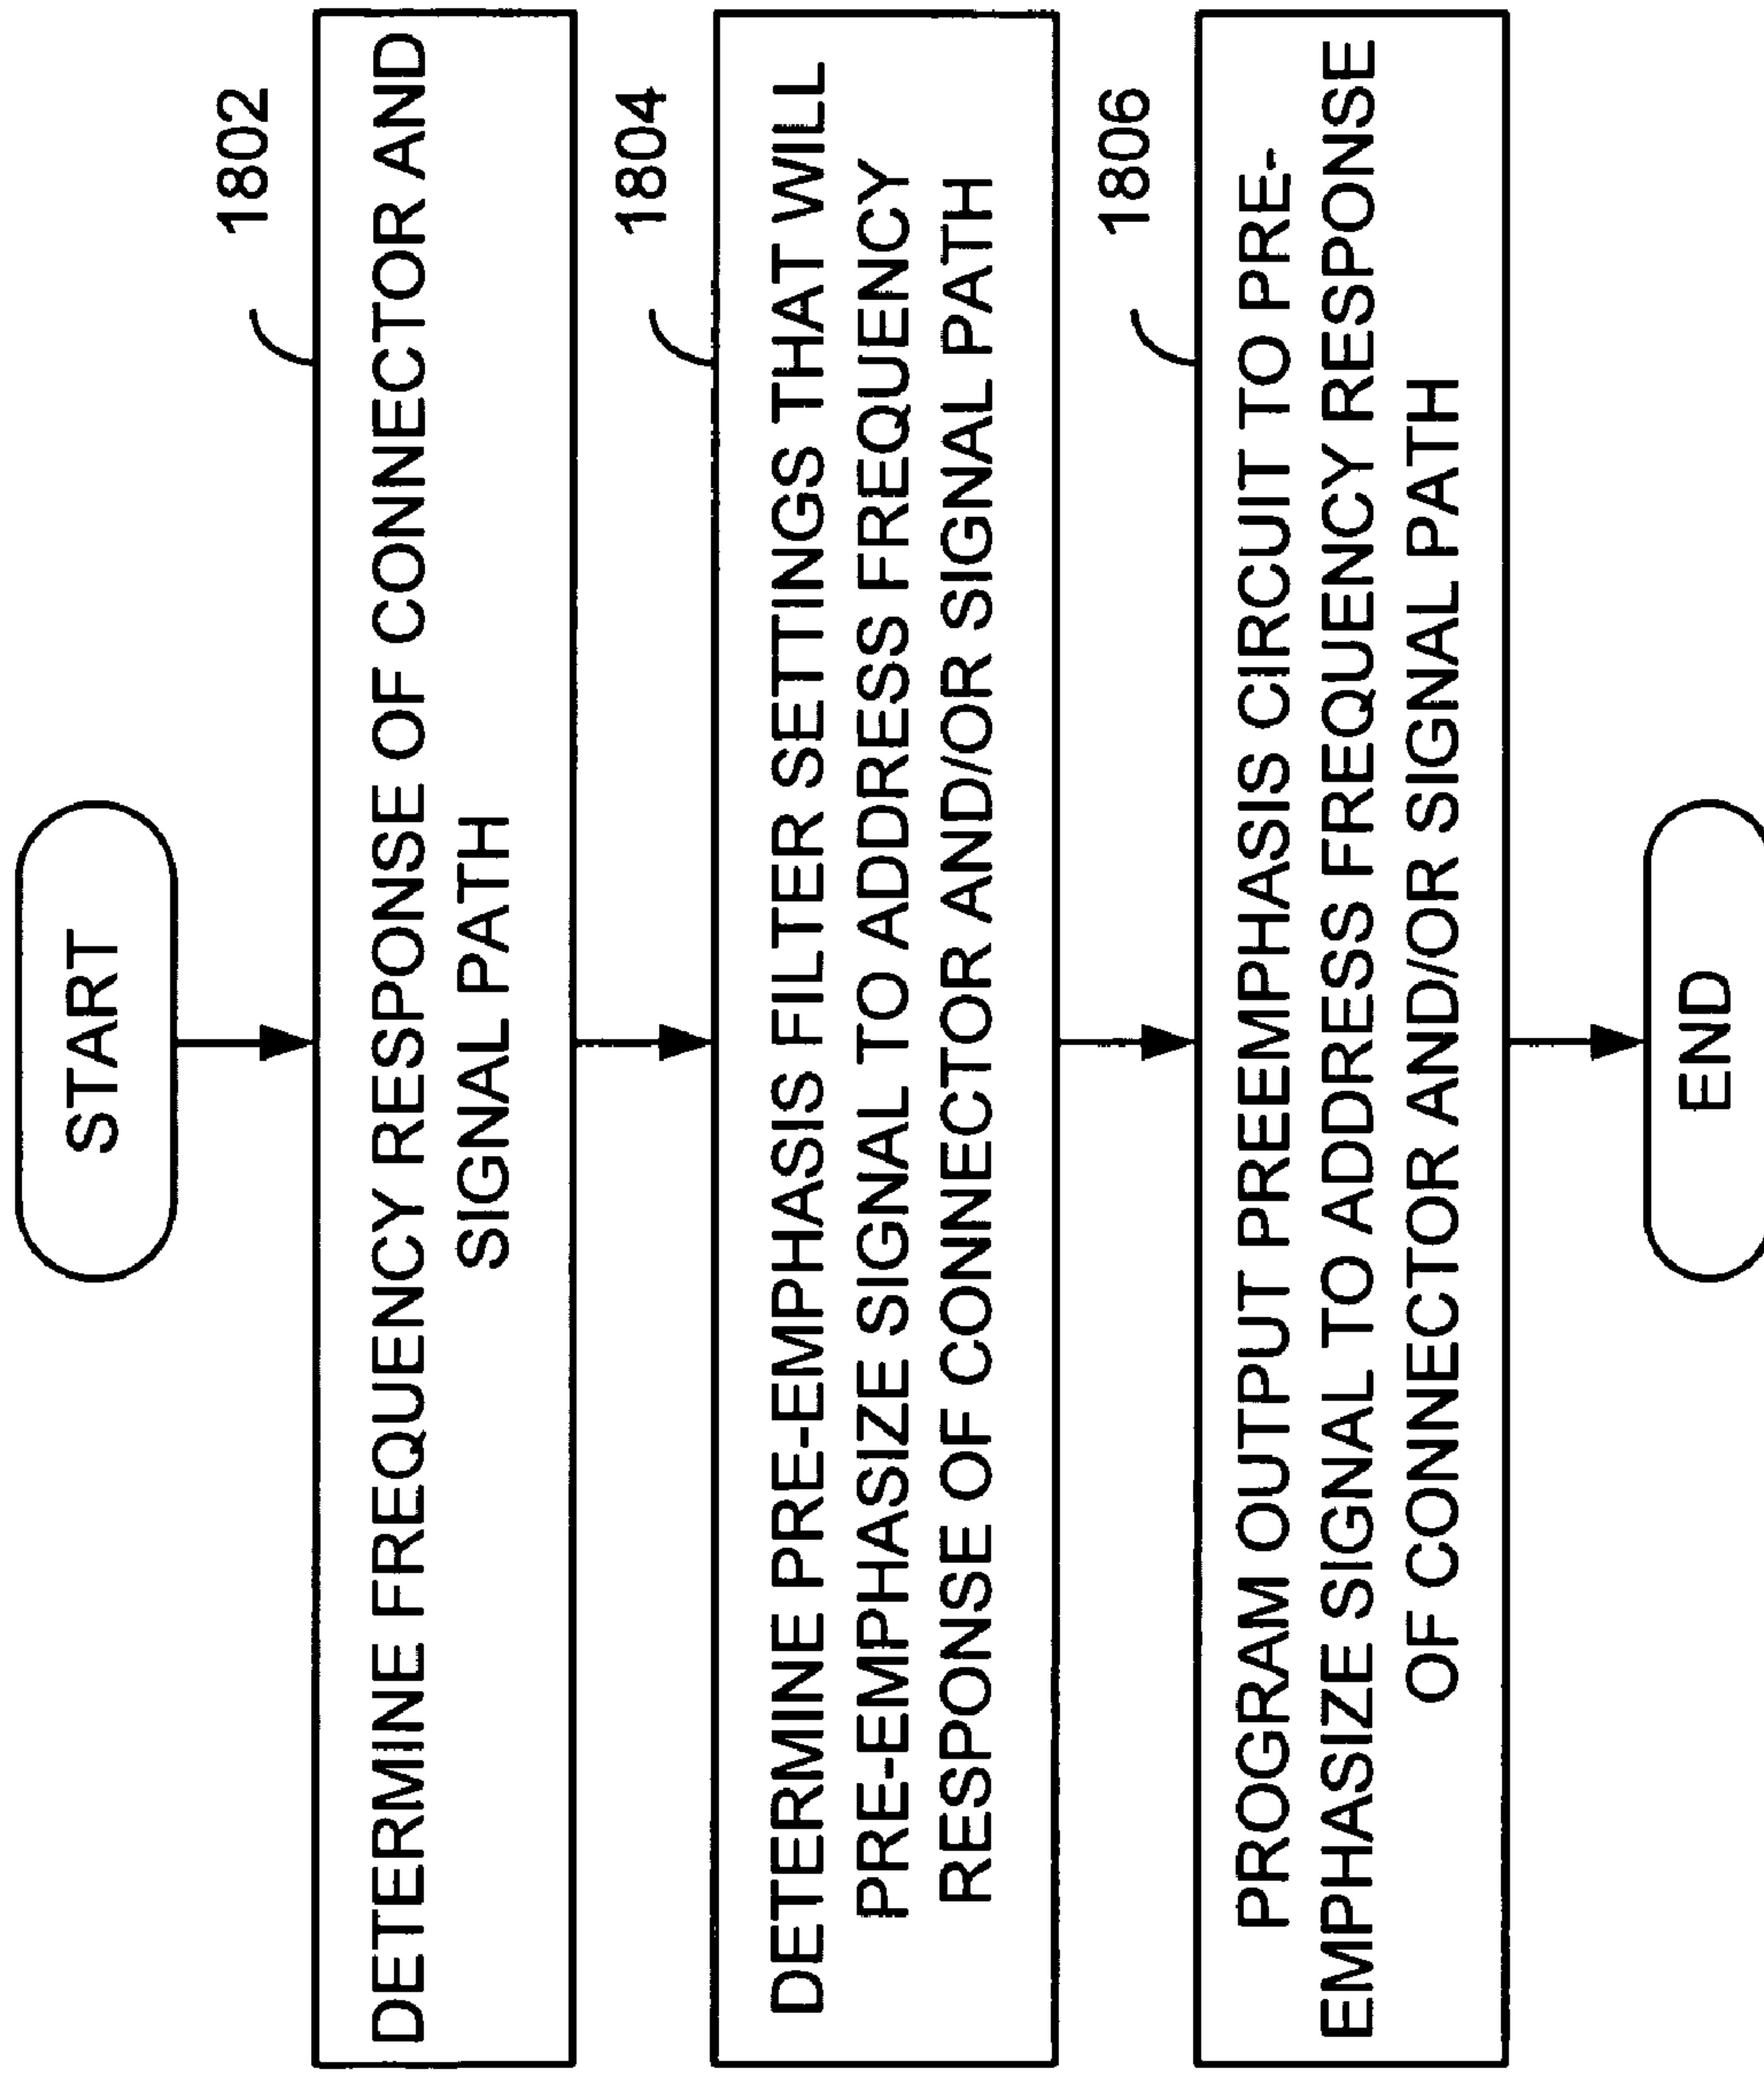 START
1802
DETERMINE FREQUENCY RESPONSE OF CONNECTOR AND
SIGNAL PATH
1804
DETERMINE PRE-EMPHASIS FILTER SETTINGS THAT WILL
PRE-EMPHASIZE SIGNAL TO ADDRESS FREQUENCY
RESPONSE OF CONNECTOR AND/OR SIGNAL PATH
1806
PROGRAM OUTPUT PREEMPHASIS CIRCUIT TO PRE-
EMPHASIZE SIGNAL TO ADDRESS FREQUENCY RESPONSE
OF CONNECTOR AND/OR SIGNAL PATH
END